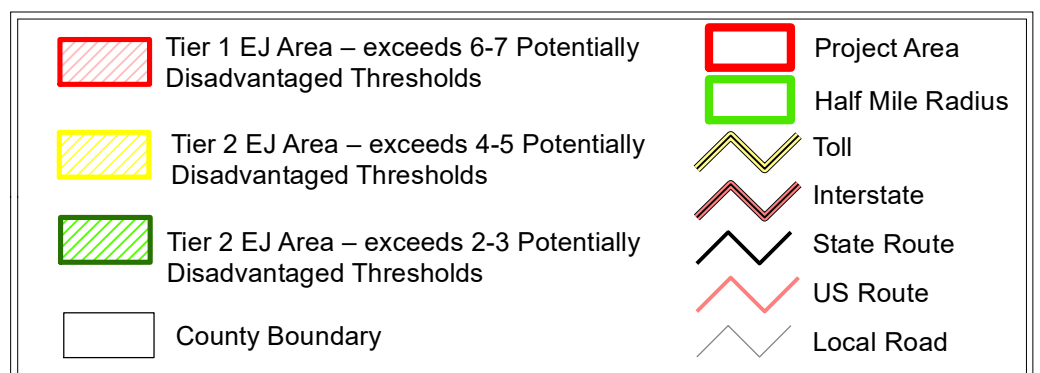 Tier 1 EJ Area – exceeds 6-7 Potentially
Disadvantaged Thresholds
Tier 2 EJ Area – exceeds 4-5 Potentially
Disadvantaged Thresholds
Tier 2 EJ Area – exceeds 2-3 Potentially
Disadvantaged Thresholds
County Boundary
Project Area
Half Mile Radius
Toll
Interstate
State Route
US Route
Local Road